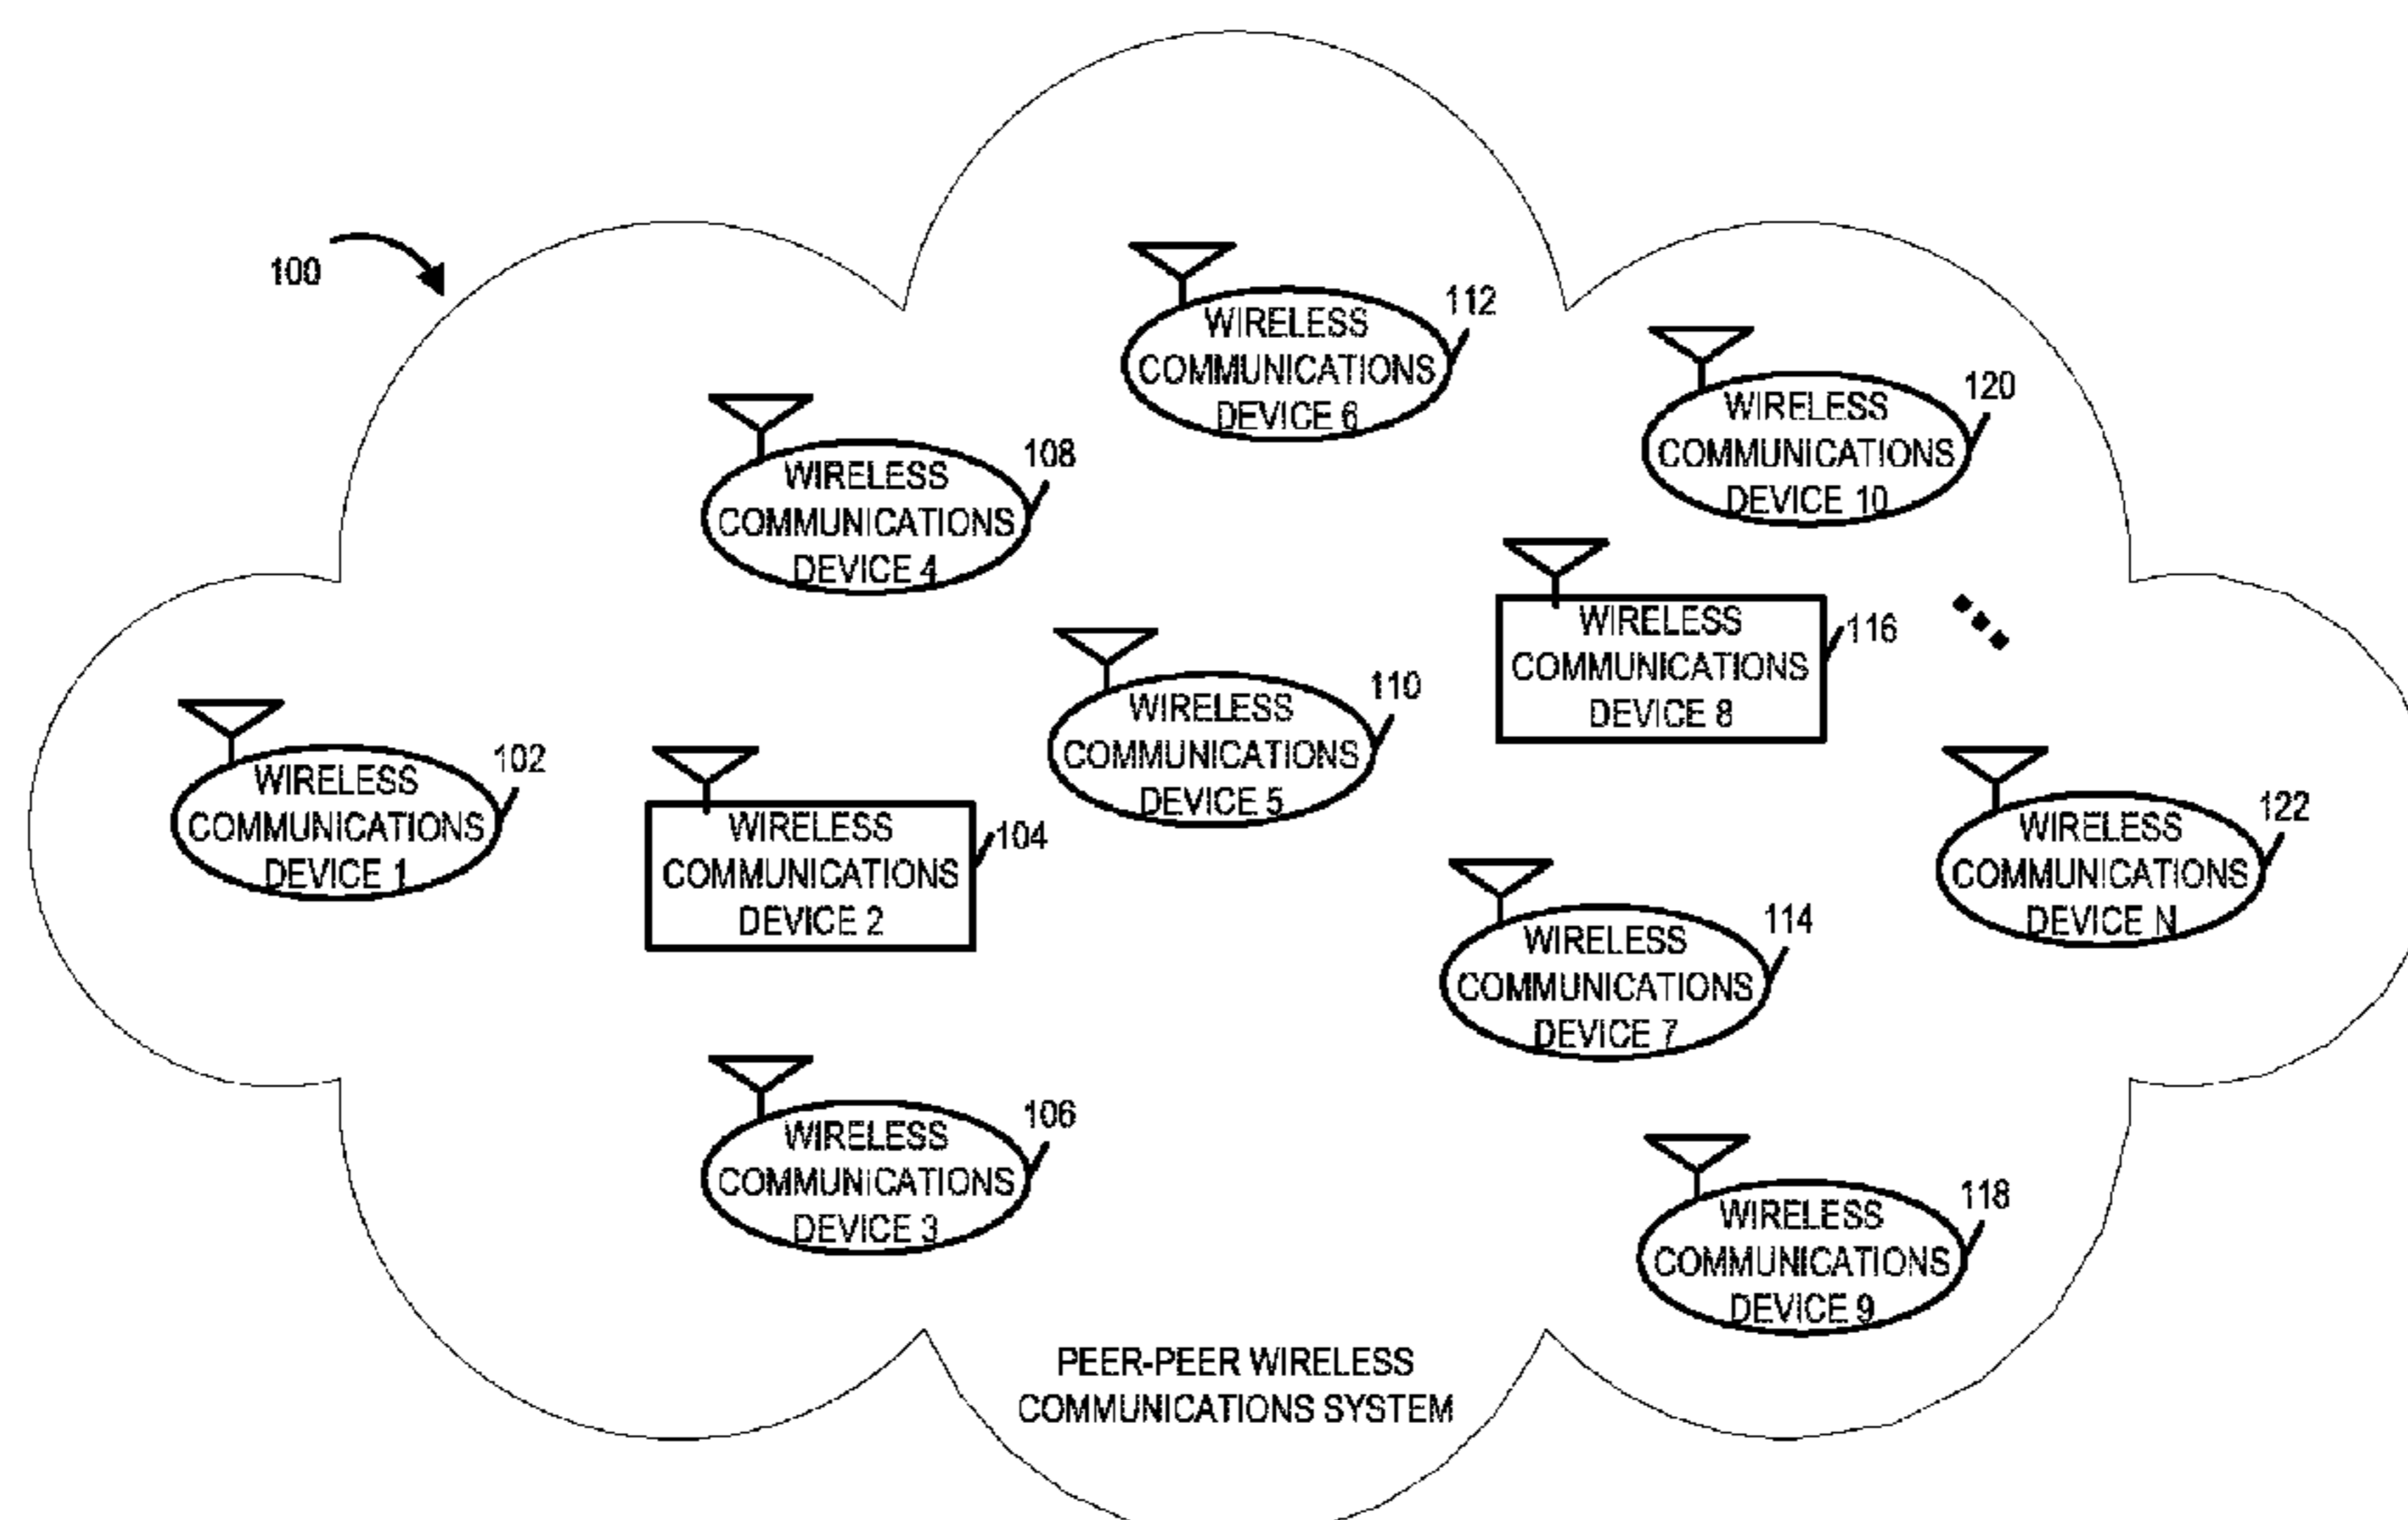 100
112
WIRELESS
COMMUNICATIONS
DEVICE 6
120
WIRELESS
COMMUNICATIONS
DEVICE 10
108
WIRELESS
COMMUNICATIONS
DEVICE 4
116
WIRELESS
COMMUNICATIONS
DEVICE 8
110
WIRELESS
COMMUNICATIONS
DEVICE 5
102
WIRELESS
COMMUNICATIONS
DEVICE 1
104
WIRELESS
COMMUNICATIONS
DEVICE 2
122
WIRELESS
COMMUNICATIONS
DEVICE N
114
WIRELESS
COMMUNICATIONS
DEVICE 7
106
WIRELESS
COMMUNICATIONS
DEVICE 3
118
WIRELESS
COMMUNICATIONS
DEVICE 9
PEER-PEER WIRELESS
COMMUNICATIONS SYSTEM